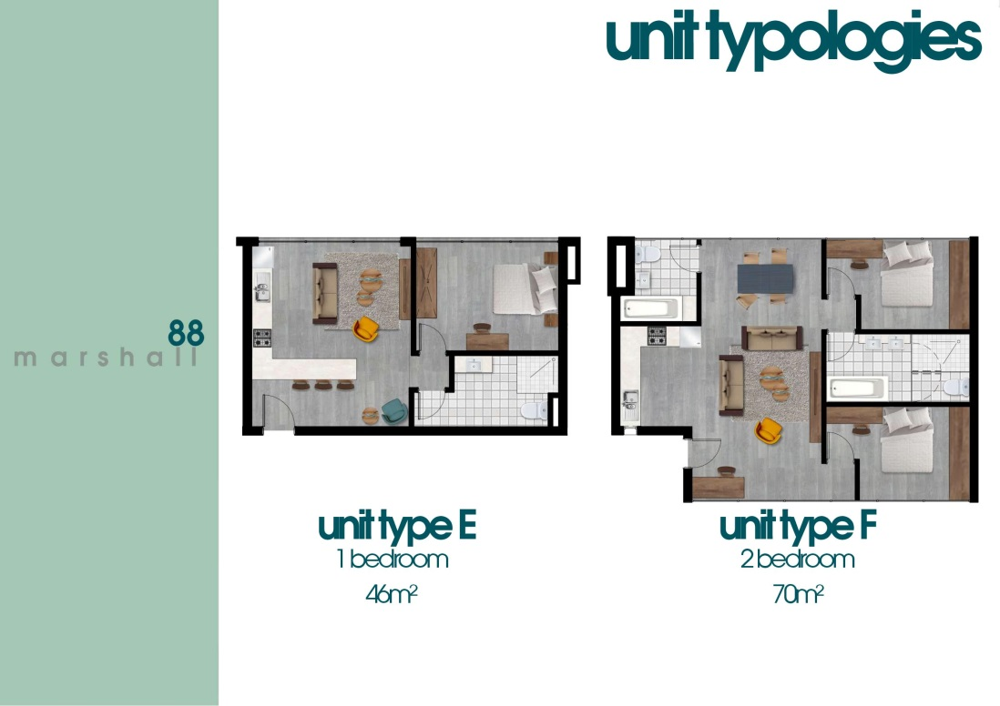 unit typologies
88
marshall
unit type E
1 bedroom
46m²
unit type F
2 bedroom
70m²